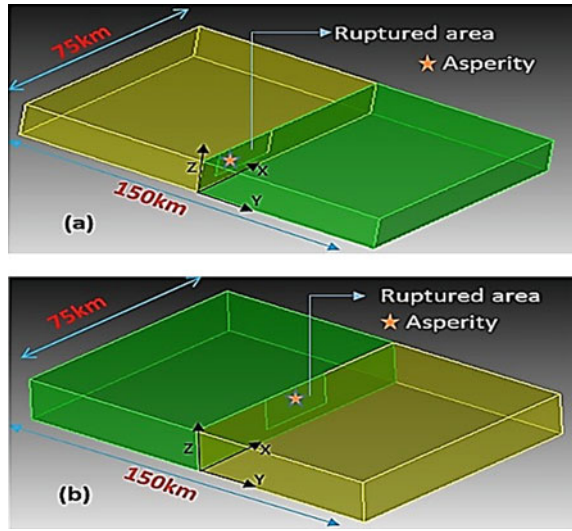 75km
Ruptured area
Asperity
Z
X
Y
150km
(a)
75km
Ruptured area
Asperity
Z
X
Y
150km
(b)